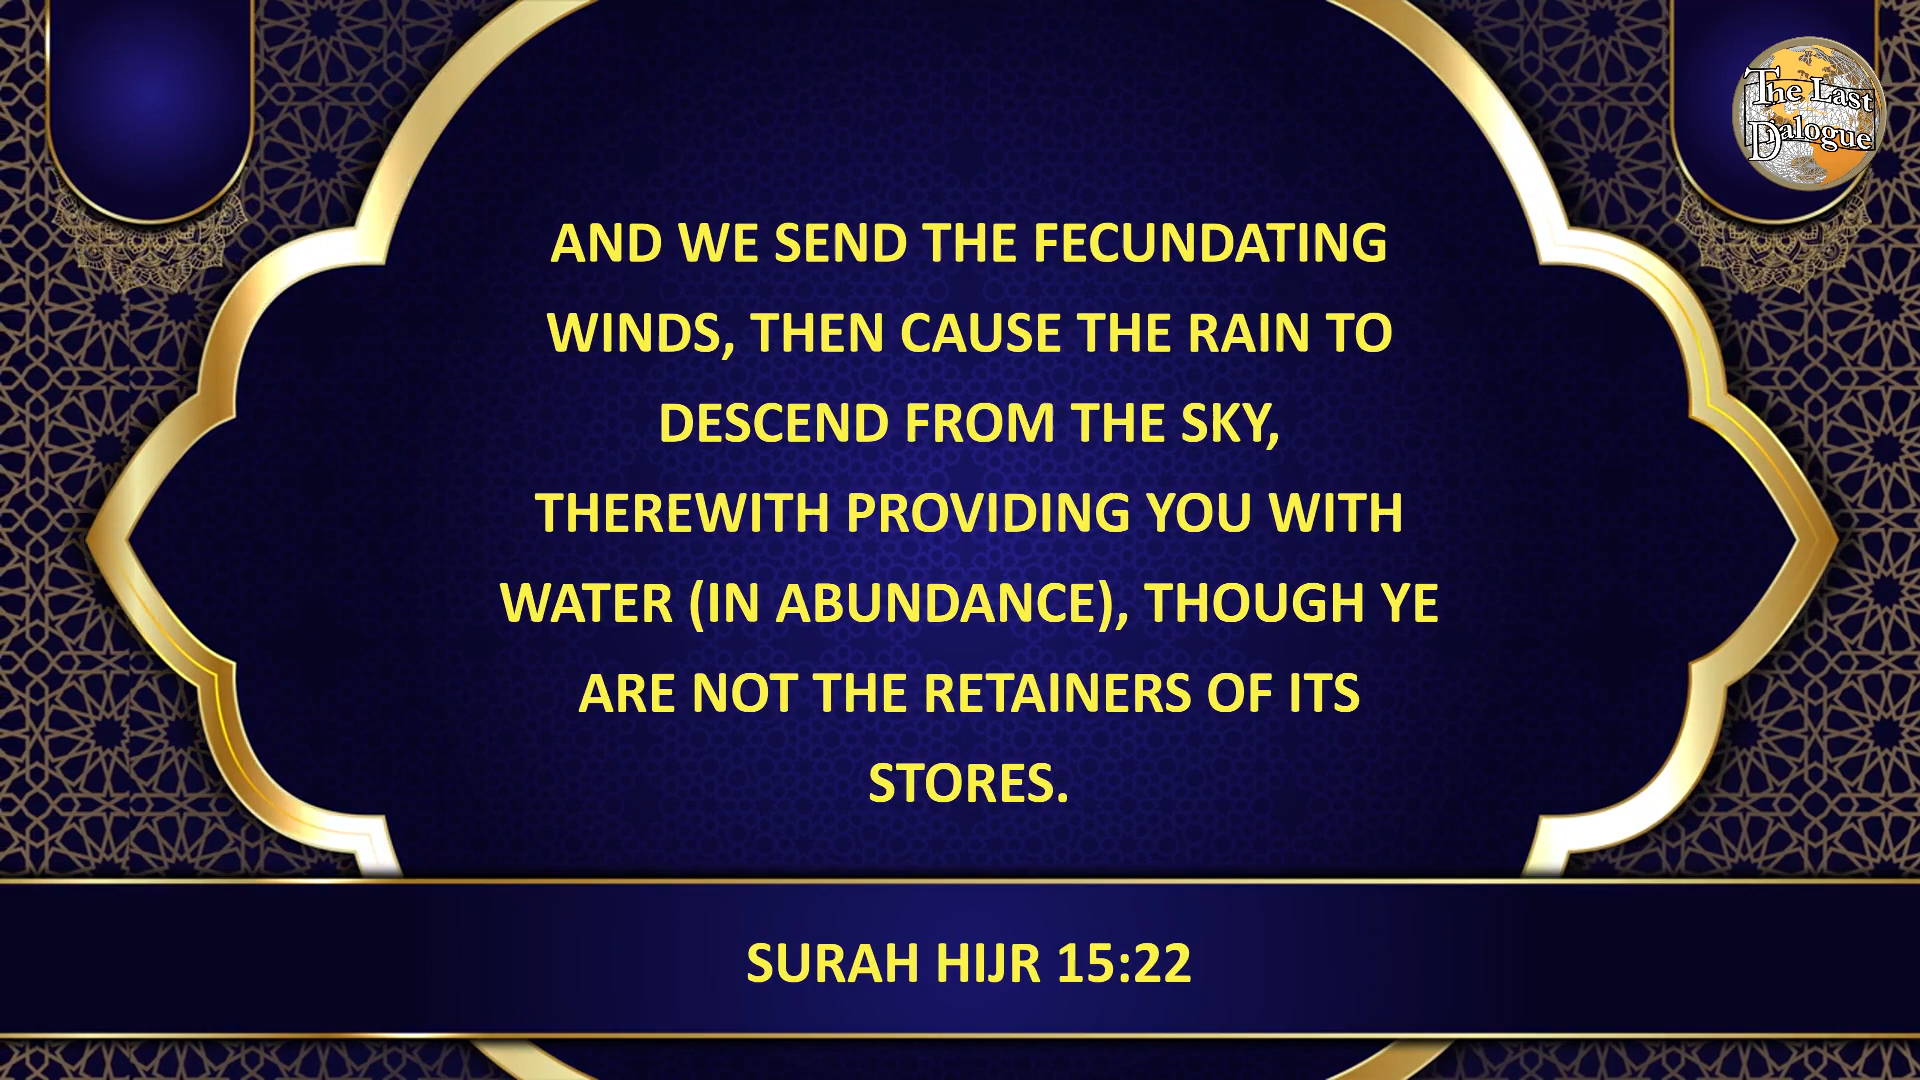 The Last
Dialogue
AND WE SEND THE FECUNDATING
WINDS, THEN CAUSE THE RAIN TO
DESCEND FROM THE SKY,
THEREWITH PROVIDING YOU WITH
WATER (IN ABUNDANCE), THOUGH YE
ARE NOT THE RETAINERS OF ITS
STORES.
SURAH HIJR 15:22